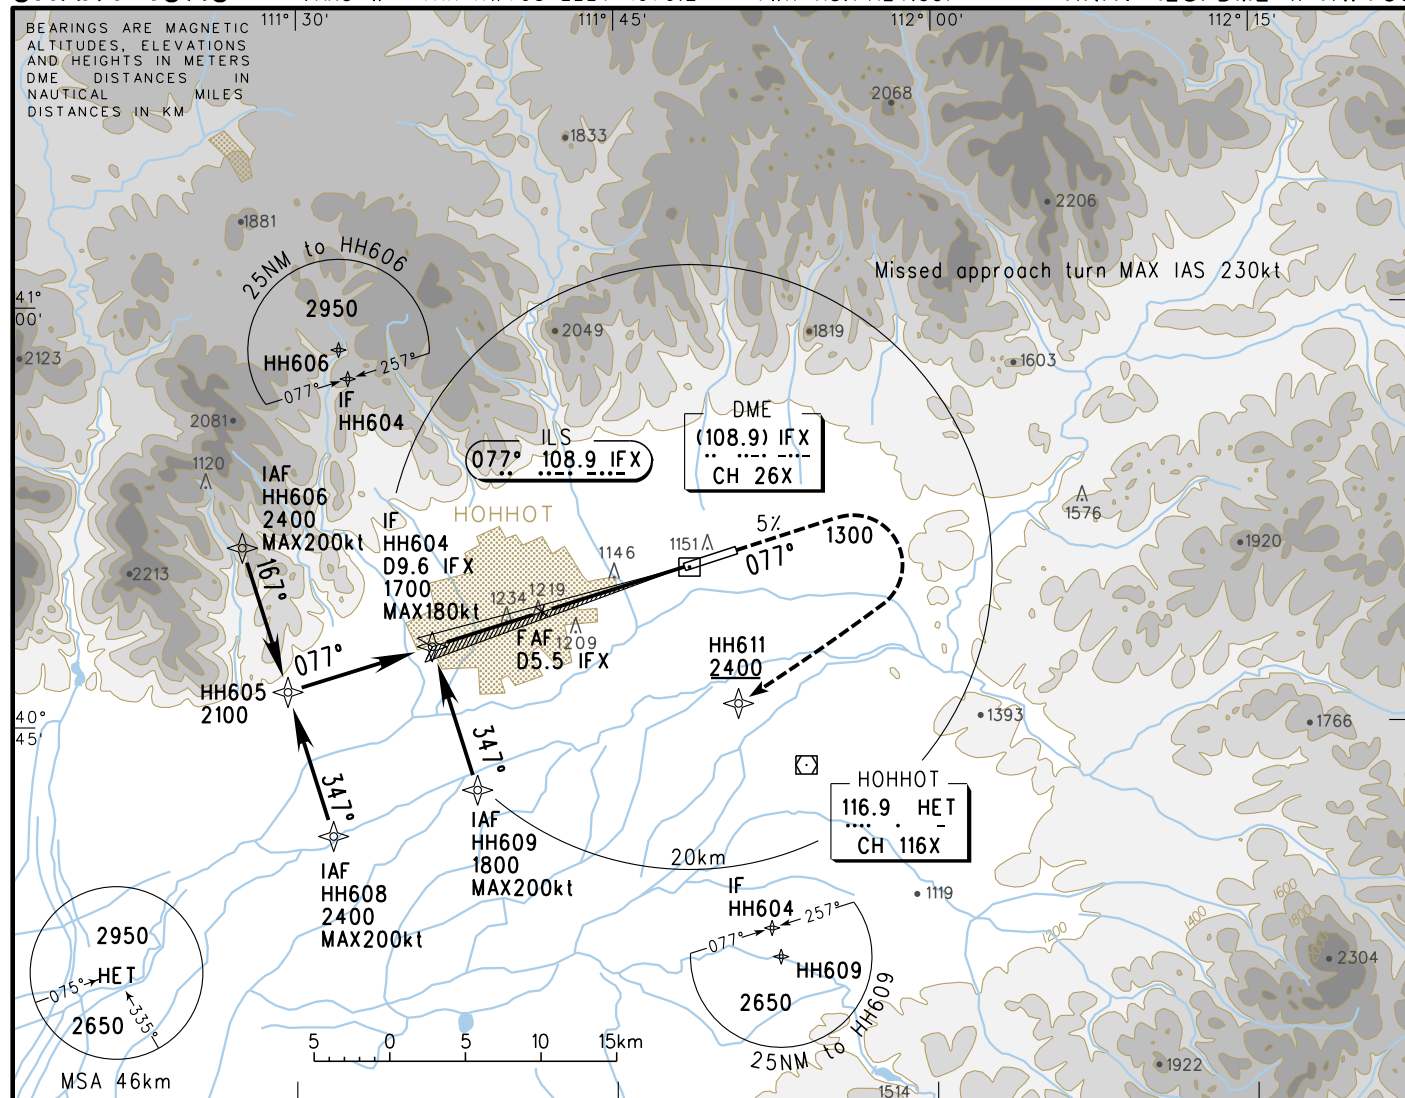 111° 30'
111° 45'
112° 00'
112° 15'
BEARINGS ARE MAGNETIC
ALTITUDES, ELEVATIONS
AND HEIGHTS IN METERS
DME DISTANCES IN
NAUTICAL MILES
DISTANCES IN KM
2068
1833
2206
1881
25NM to HH606
2950
HH606
077°
257°
IF
HH604
Missed approach turn MAX IAS 230kt
41°
00'
2123
2049
1819
1603
2081
1120
2213
IAF
HH606
2400
MAX200kt
167°
ILS
077° 108.9 IFX
DME
(108.9) IFX
CH 26X
HOHHOT
IF
HH604
D9.6 IFX
1700
MAX180kt
1146
1151
5%
077°
1300
1576
1920
1234
1219
1209
FAF
D5.5 IFX
HH611
2400
077°
HH605
2100
40°
45'
347°
347°
1393
1766
HOHHOT
116.9 HET
CH 116X
IAF
HH609
1800
MAX200kt
20km
IAF
HH608
2400
MAX200kt
1119
IF
HH604
077°
257°
HH609
2650
25NM to HH609
1200
1400
1600
1800
2000
2304
1922
1514
2950
HET
075°
335°
2650
MSA 46km
5 0 5 10 15km